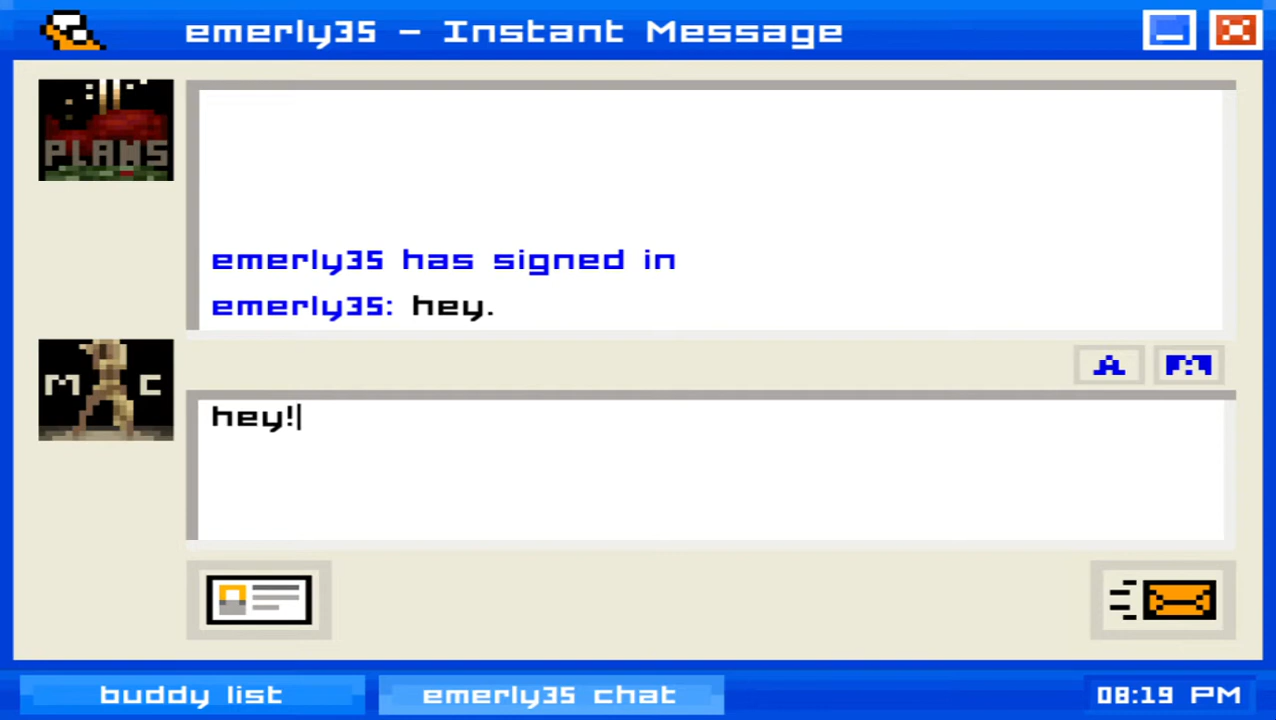 emerly35 - Instant Message
PLANS
emerly35 has signed in
emerly35: hey.
M C
A
hey!
buddy list
emerly35 chat
08:19 PM